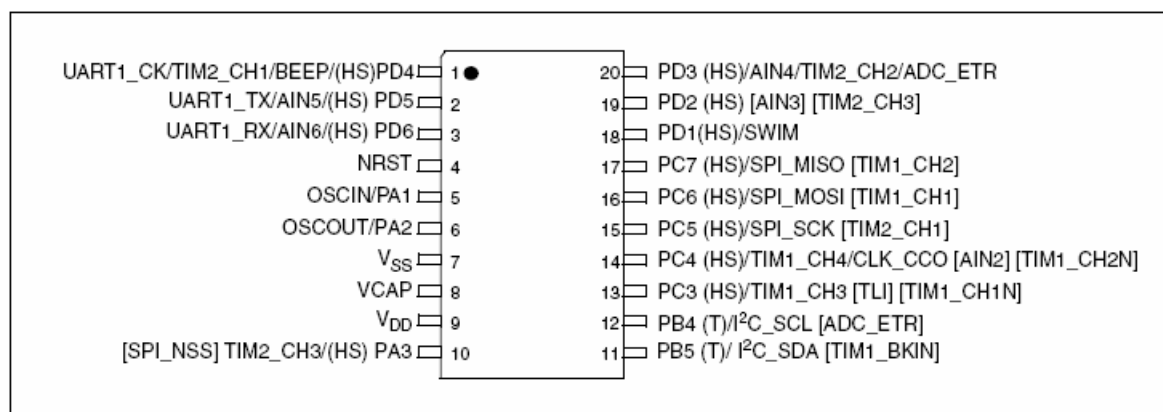 UART1_CK/TIM2_CH1/BEEP/(HS)PD4 1 20 PD3 (HS)/AIN4/TIM2_CH2/ADC_ETR
UART1_TX/AIN5/(HS) PD5 2 19 PD2 (HS) [AIN3] [TIM2_CH3]
UART1_RX/AIN6/(HS) PD6 3 18 PD1(HS)/SWIM
NRST 4 17 PC7 (HS)/SPI_MISO [TIM1_CH2]
OSCIN/PA1 5 16 PC6 (HS)/SPI_MOSI [TIM1_CH1]
OSCOUT/PA2 6 15 PC5 (HS)/SPI_SCK [TIM2_CH1]
VSS 7 14 PC4 (HS)/TIM1_CH4/CLK_CCO [AIN2] [TIM1_CH2N]
VCAP 8 13 PC3 (HS)/TIM1_CH3 [TLI] [TIM1_CH1N]
VDD 9 12 PB4 (T)/I²C_SCL [ADC_ETR]
[SPI_NSS] TIM2_CH3/(HS) PA3 10 11 PB5 (T)/ I²C_SDA [TIM1_BKIN]